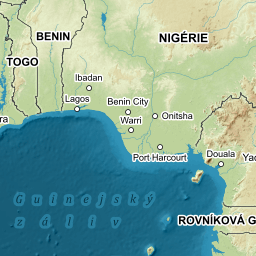 BENIN
NIGÉRIE
TOGO
Ibadan
Lagos
Benin City
Warri
Onitsha
Port Harcourt
Douala
Guinejský
záliv
ROVNÍKOVÁ G